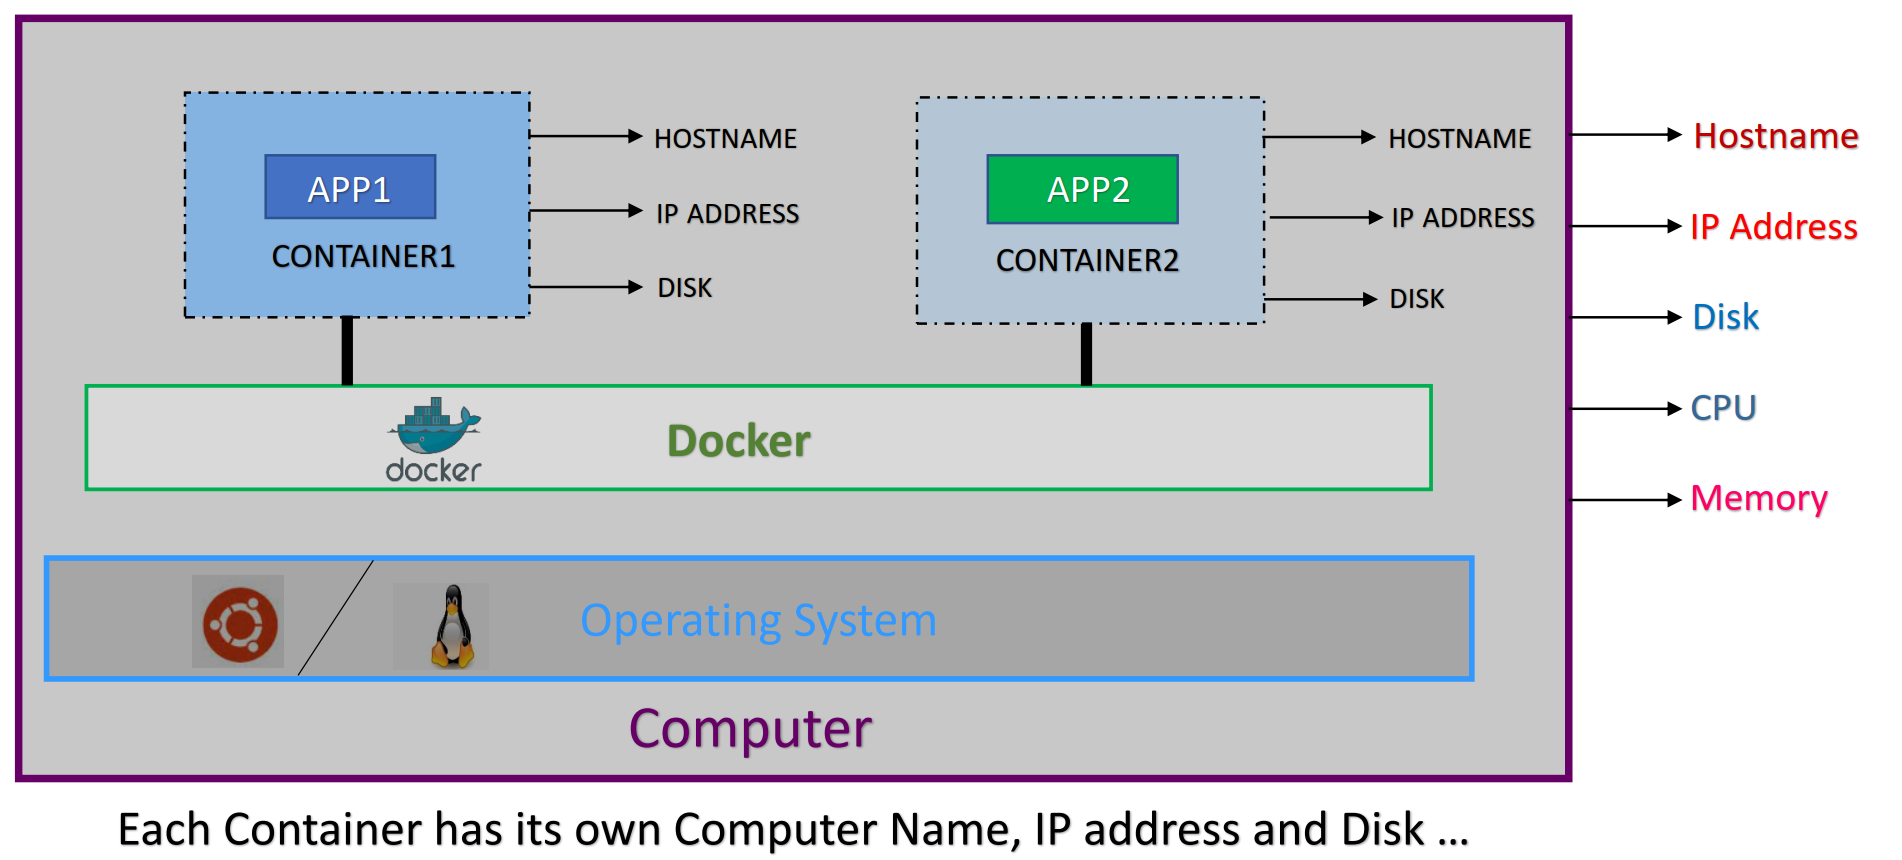 HOSTNAME
HOSTNAME
Hostname
APP1
APP2
IP ADDRESS
IP ADDRESS
IP Address
CONTAINER1
CONTAINER2
DISK
DISK
Disk
CPU
docker
Docker
Memory
Operating System
Computer
Each Container has its own Computer Name, IP address and Disk ...